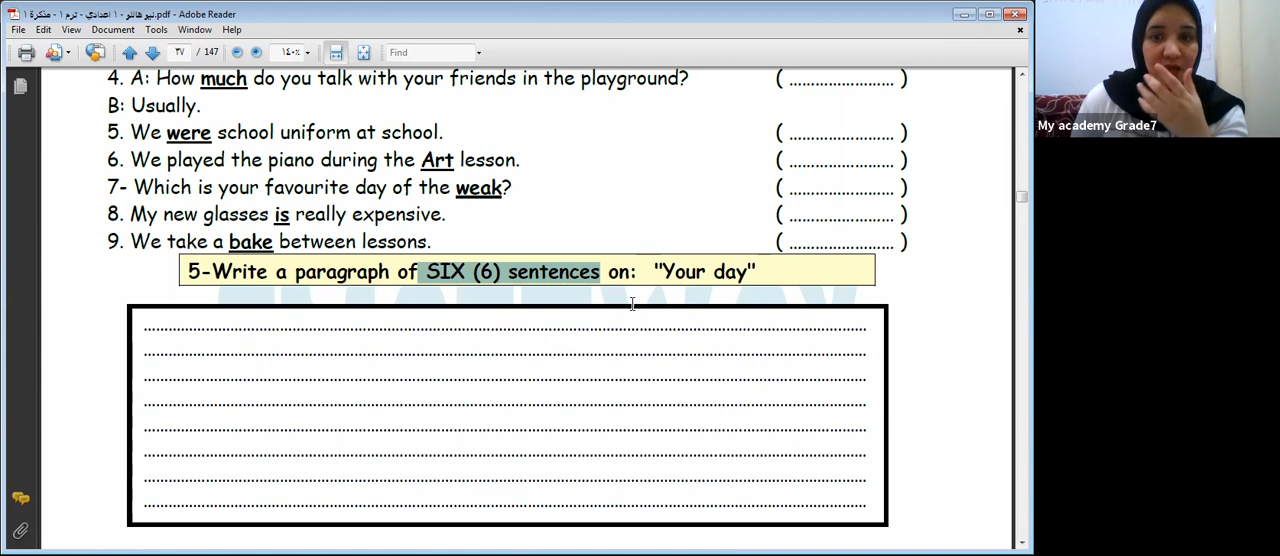 نيو هاللو - ١ اعدادي - ترم ١ - مذكرة ١.pdf - Adobe Reader
File Edit View Document Tools Window Help
٣٧ / 147 ١٤٠٪ Find
4. A: How much do you talk with your friends in the playground? ( .......................... )
B: Usually.
5. We were school uniform at school. ( .......................... )
6. We played the piano during the Art lesson. ( .......................... )
7- Which is your favourite day of the weak? ( .......................... )
8. My new glasses is really expensive. ( .......................... )
9. We take a bake between lessons. ( .......................... )
5-Write a paragraph of SIX (6) sentences on: "Your day"
My academy Grade7